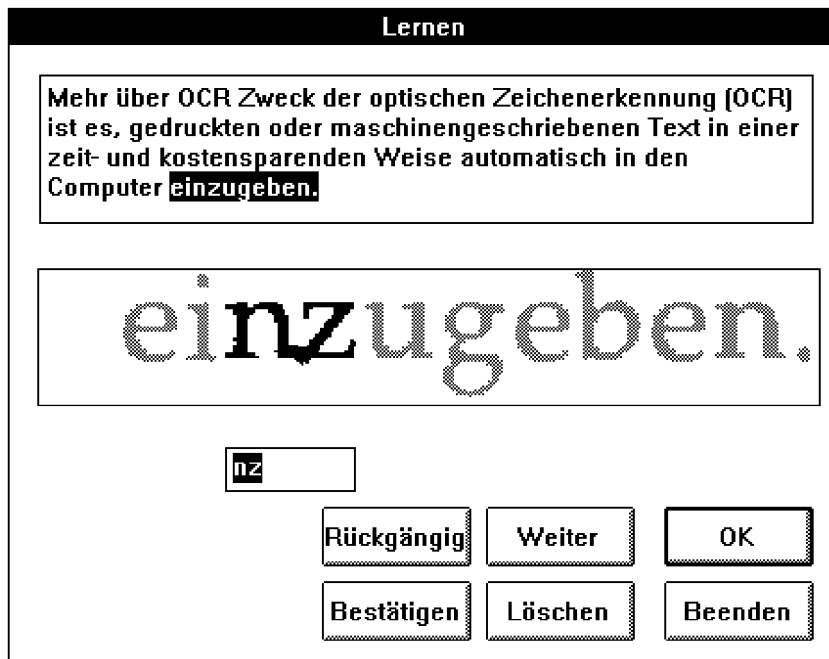 Lernen
Mehr über OCR Zweck der optischen Zeichenerkennung (OCR)
ist es, gedruckten oder maschinengeschriebenen Text in einer
zeit- und kostensparenden Weise automatisch in den
Computer einzugeben.
einzugeben.
nz
Rückgängig Weiter OK
Bestätigen Löschen Beenden